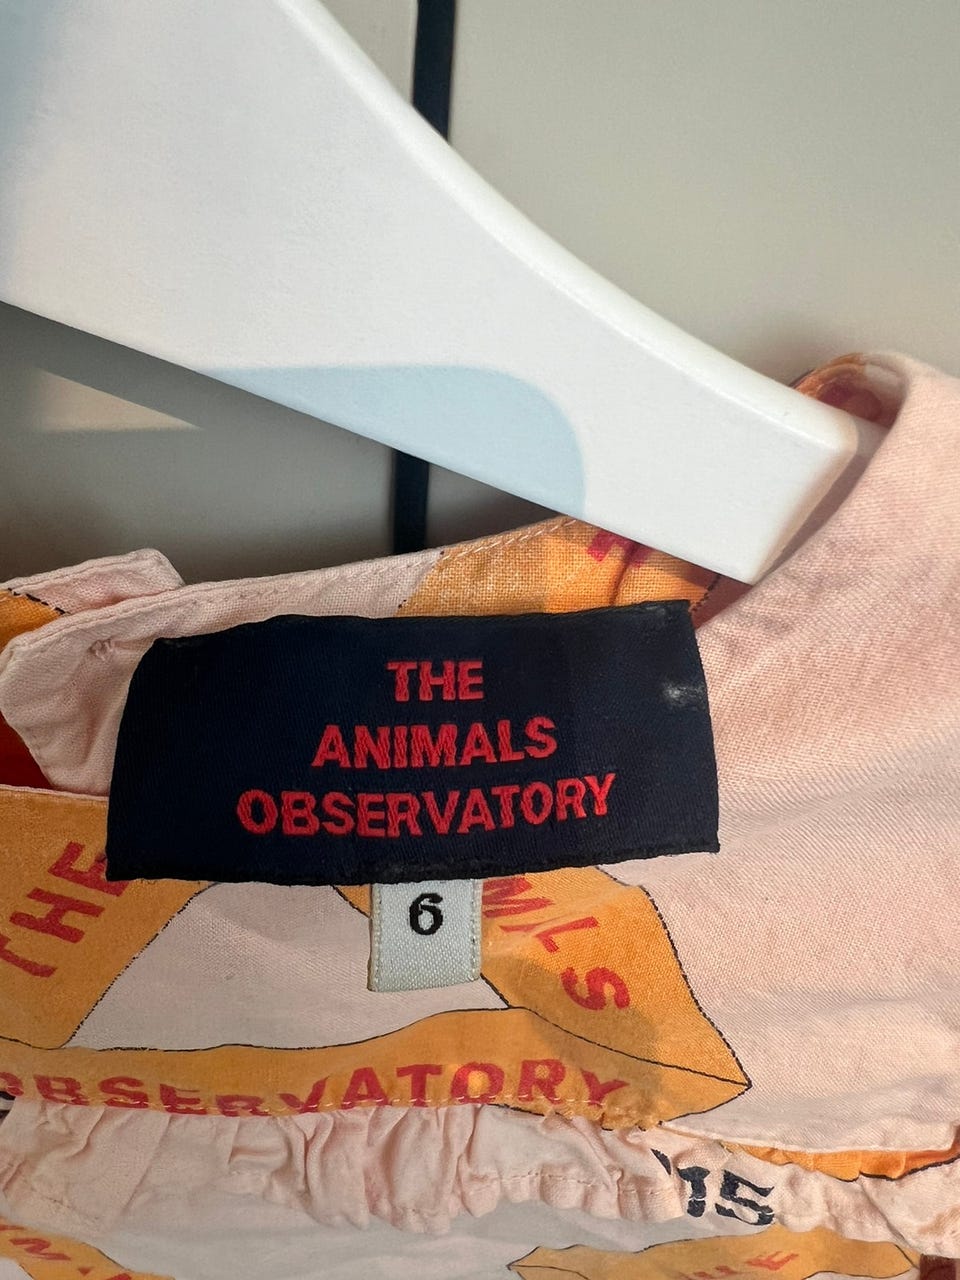 THE
ANIMALS
OBSERVATORY
6
THE
OBSERVATORY
'15